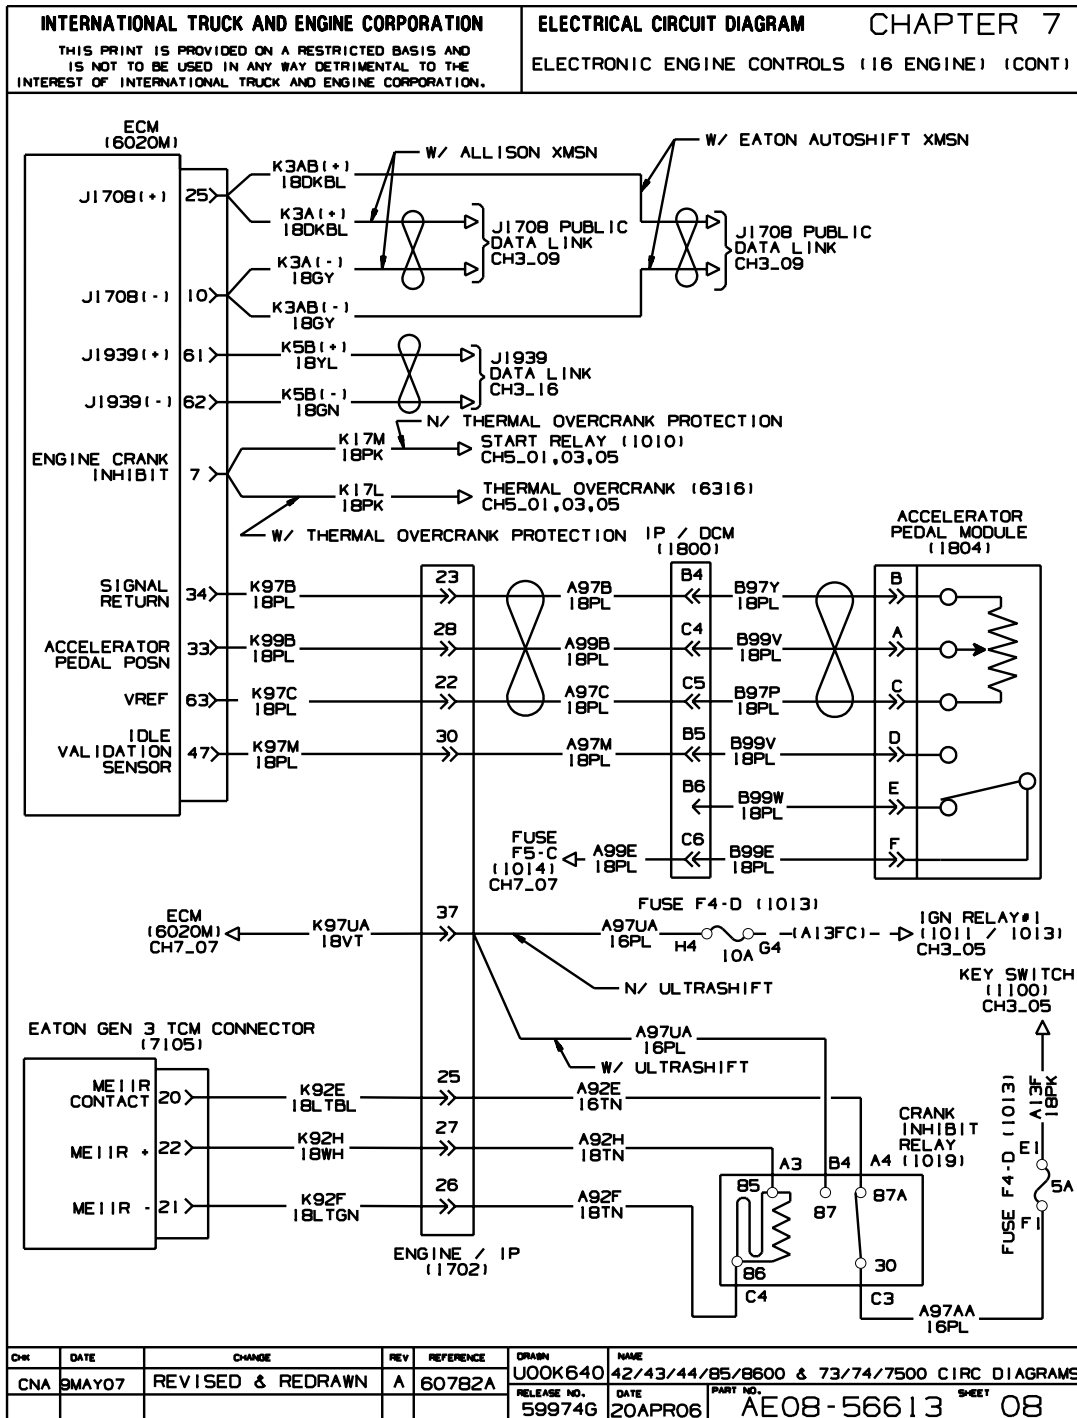 INTERNATIONAL TRUCK AND ENGINE CORPORATION
THIS PRINT IS PROVIDED ON A RESTRICTED BASIS AND
IS NOT TO BE USED IN ANY WAY DETRIMENTAL TO THE
INTEREST OF INTERNATIONAL TRUCK AND ENGINE CORPORATION.
ELECTRICAL CIRCUIT DIAGRAM
CHAPTER 7
ELECTRONIC ENGINE CONTROLS (I6 ENGINE) (CONT)
ECM
(6020M)
J1708(+) 25
K3AB(+)
18DKBL
K3A(+)
18DKBL
W/ ALLISON XMSN
W/ EATON AUTOSHIFT XMSN
J1708 PUBLIC
DATA LINK
CH3_09
J1708 PUBLIC
DATA LINK
CH3_09
J1708(-) 10
K3A(-)
18GY
K3AB(-)
18GY
J1939(+) 61
K5B(+)
18YL
J1939
DATA LINK
CH3_16
J1939(-) 62
K5B(-)
18GN
N/ THERMAL OVERCRANK PROTECTION
ENGINE CRANK
INHIBIT 7
K17M
18PK
START RELAY (1010)
CH5_01,03,05
K17L
18PK
THERMAL OVERCRANK (6316)
CH5_01,03,05
W/ THERMAL OVERCRANK PROTECTION
IP / DCM
(1800)
ACCELERATOR
PEDAL MODULE
(1804)
SIGNAL
RETURN 34
K97B
18PL
23
A97B
18PL
B4
B97Y
18PL
B
ACCELERATOR
PEDAL POSN 33
K99B
18PL
28
A99B
18PL
C4
B99V
18PL
A
VREF 63
K97C
18PL
22
A97C
18PL
C5
B97P
18PL
C
IDLE
VALIDATION
SENSOR 47
K97M
18PL
30
A97M
18PL
B5
B99V
18PL
D
B6
B99W
18PL
E
FUSE
F5-C
(1014)
CH7_07
A99E
18PL
C6
B99E
18PL
F
ECM
(6020M)
CH7_07
K97UA
18VT
37
A97UA
16PL
FUSE F4-D (1013)
H4
10A
G4
(A13FC)
IGN RELAY#1
(1011 / 1013)
CH3_05
N/ ULTRASHIFT
KEY SWITCH
(1100)
CH3_05
A97UA
16PL
W/ ULTRASHIFT
EATON GEN 3 TCM CONNECTOR
(7105)
ME11R
CONTACT 20
K92E
18LTBL
25
A92E
16TN
ME11R + 22
K92H
18WH
27
A92H
18TN
ME11R - 21
K92F
18LTGN
26
A92F
18TN
ENGINE / IP
(1702)
CRANK
INHIBIT
RELAY
(1019)
A3
B4
A4
85
87
87A
86
30
C4
C3
A97AA
16PL
FUSE F4-D (1013)
A13F
18PK
E1
5A
F1
CHK DATE CHANGE REV REFERENCE
CNA 9MAY07 REVISED & REDRAWN A 60782A
DRAWN
U00K640
NAME
42/43/44/85/8600 & 73/74/7500 CIRC DIAGRAMS
RELEASE NO.
59974G
DATE
20APR06
PART NO.
AE08-56613
SHEET
08